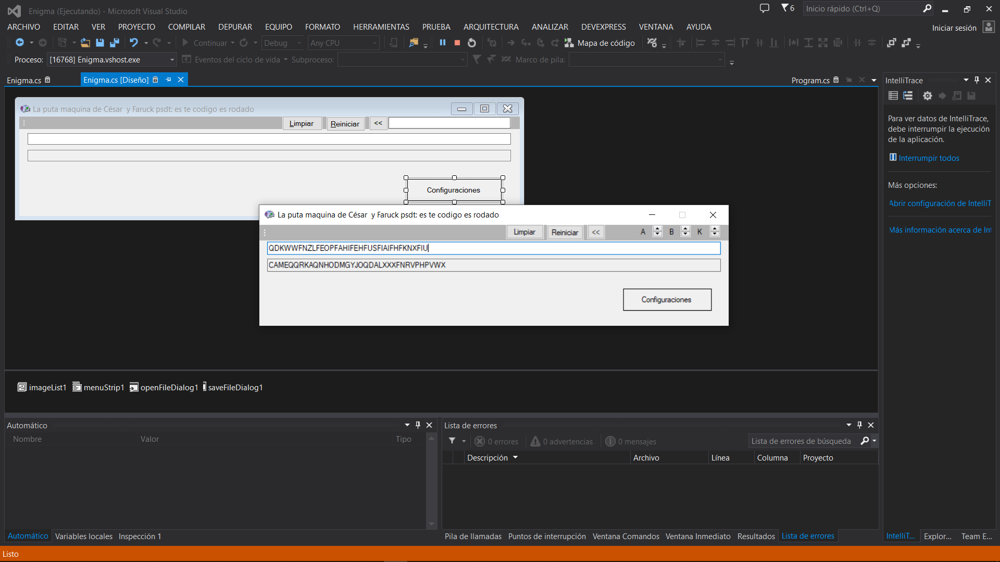 Enigma (Ejecutando) - Microsoft Visual Studio
6
Inicio rápido (Ctrl+Q)
ARCHIVO EDITAR VER PROYECTO COMPILAR DEPURAR EQUIPO FORMATO HERRAMIENTAS PRUEBA ARQUITECTURA ANALIZAR DEVEXPRESS VENTANA AYUDA
Iniciar sesión
Continuar Debug Any CPU Mapa de código
Proceso: [16768] Enigma.vshost.exe Eventos del ciclo de vida Subproceso: Marco de pila:
Enigma.cs Enigma.cs [Diseño] Program.cs
La puta maquina de César y Faruck psdt: es te codigo es rodado
Limpiar Reiniciar <<
Configuraciones
La puta maquina de César y Faruck psdt: es te codigo es rodado
Limpiar Reiniciar << A B K
QDKWWFNZLFEOPFAHIFEHFUSFIAIFHFKNXFIU
CAMEQQRKAQNHODMGYJOQDALXXXFNRVPHPVWX
Configuraciones
imageList1 menuStrip1 openFileDialog1 saveFileDialog1
IntelliTrace
Para ver datos de IntelliTrace,
debe interrumpir la ejecución
de la aplicación.
Interrumpir todos
Más opciones:
Abrir configuración de IntelliT
Más información acerca de Int
Automático
Nombre Valor Tipo
Automático Variables locales Inspección 1
Lista de errores
0 errores 0 advertencias 0 mensajes
Lista de errores de búsqueda
Descripción Archivo Línea Columna Proyecto
Pila de llamadas Puntos de interrupción Ventana Comandos Ventana Inmediato Resultados Lista de errores
IntelliT... Explor... Team E...
Listo